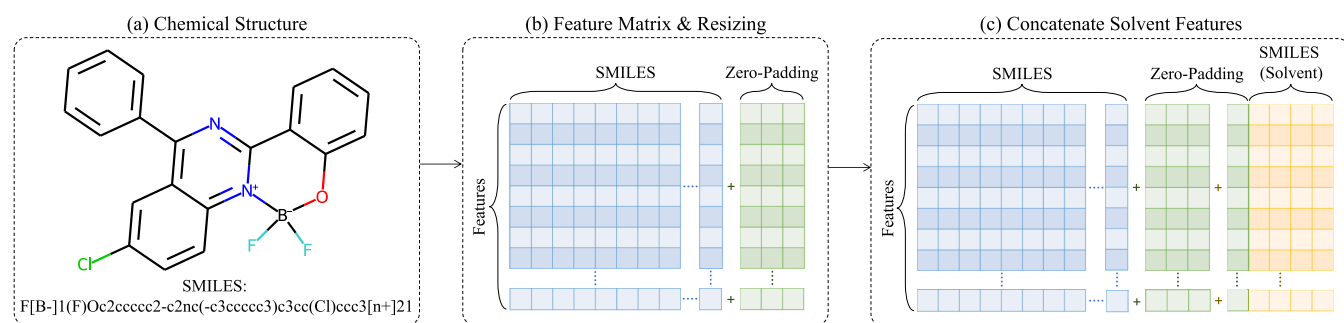 (a) Chemical Structure
N
N+
O
B-
F
F
Cl
SMILES:
F[B-]1(F)Oc2ccccc2-c2nc(-c3ccccc3)c3cc(Cl)ccc3[n+]21
(b) Feature Matrix & Resizing
SMILES
Zero-Padding
Features
+
+
(c) Concatenate Solvent Features
SMILES
Zero-Padding
SMILES
(Solvent)
Features
+
+
+
+